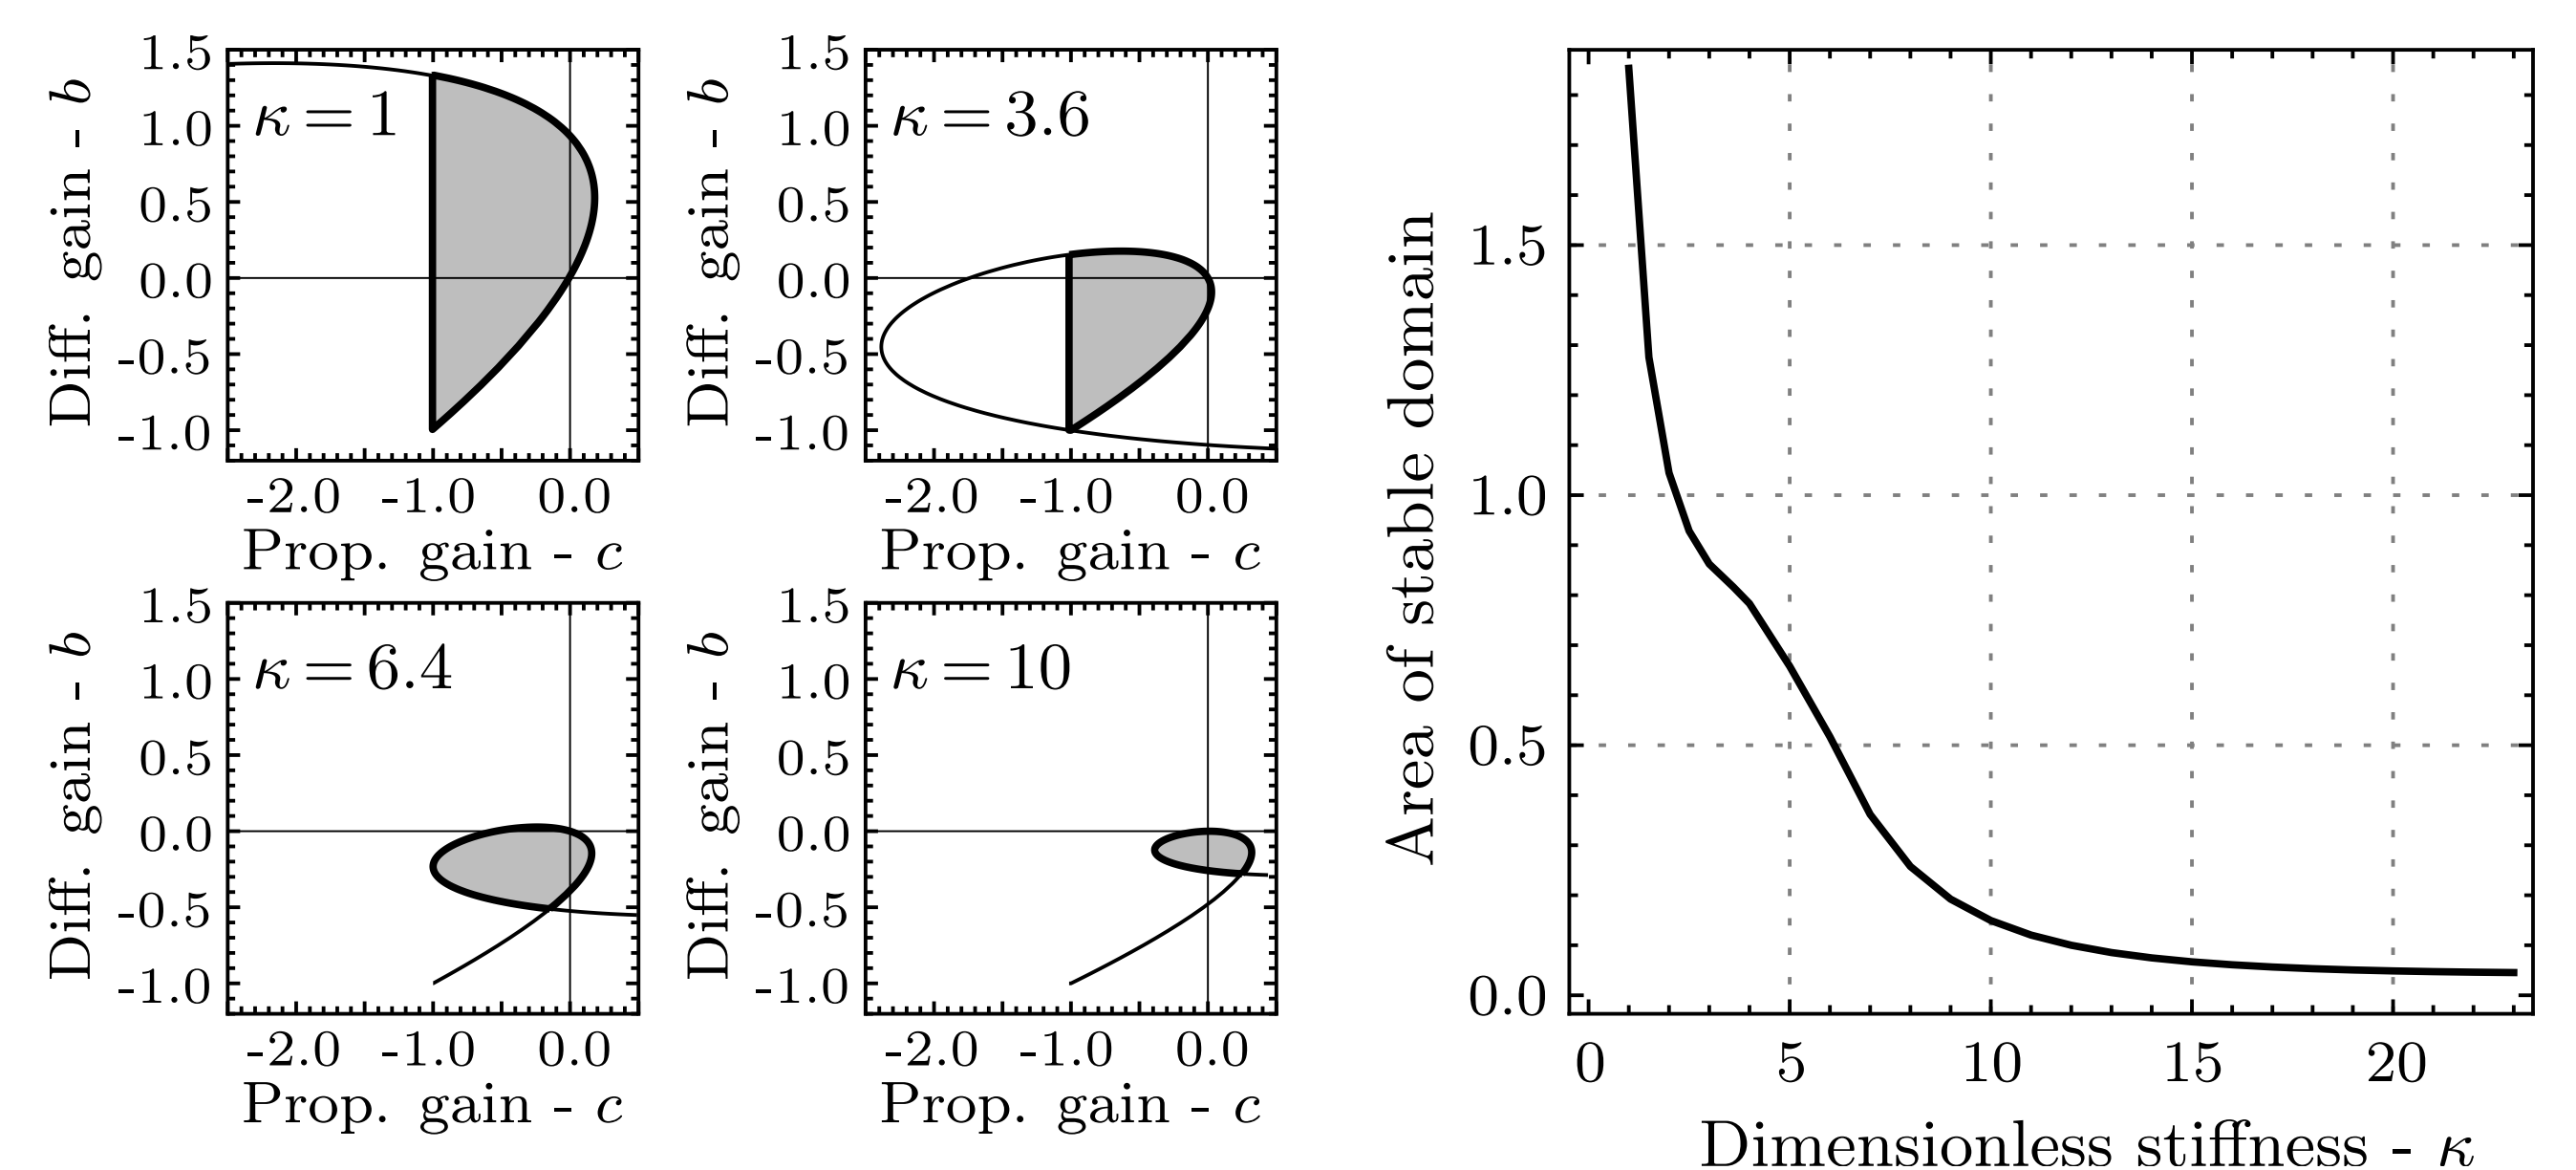 1.5
1.0
0.5
0.0
-0.5
-1.0
Diff. gain - b
κ = 1
-2.0 -1.0 0.0
Prop. gain - c
1.5
1.0
0.5
0.0
-0.5
-1.0
Diff. gain - b
κ = 3.6
-2.0 -1.0 0.0
Prop. gain - c
1.5
1.0
0.5
0.0
-0.5
-1.0
Diff. gain - b
κ = 6.4
-2.0 -1.0 0.0
Prop. gain - c
1.5
1.0
0.5
0.0
-0.5
-1.0
Diff. gain - b
κ = 10
-2.0 -1.0 0.0
Prop. gain - c
Area of stable domain
1.5
1.0
0.5
0.0
0 5 10 15 20
Dimensionless stiffness - κ